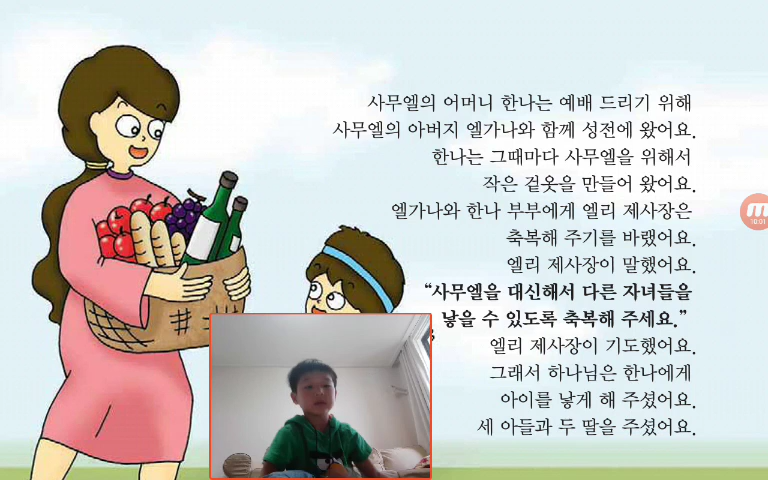 사무엘의 어머니 한나는 예배 드리기 위해
사무엘의 아버지 엘가나와 함께 성전에 왔어요.
한나는 그때마다 사무엘을 위해서
작은 겉옷을 만들어 왔어요.
엘가나와 한나 부부에게 엘리 제사장은
축복해 주기를 바랬어요.
엘리 제사장이 말했어요.
“사무엘을 대신해서 다른 자녀들을
낳을 수 있도록 축복해 주세요.”
엘리 제사장이 기도했어요.
그래서 하나님은 한나에게
아이를 낳게 해 주셨어요.
세 아들과 두 딸을 주셨어요.
10:01